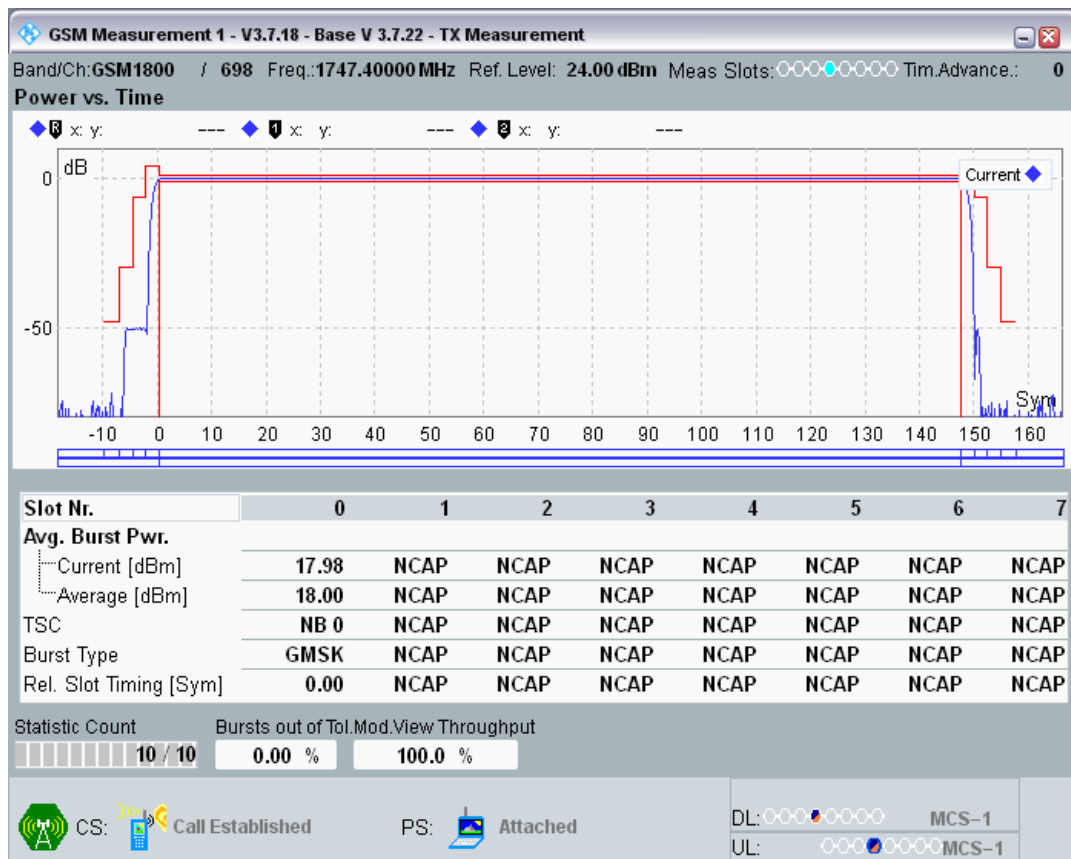 GSM Measurement 1 - V3.7.18 - Base V 3.7.22 - TX Measurement
Band/Ch:GSM1800 / 698 Freq.:1747.40000 MHz Ref. Level: 24.00 dBm Meas Slots: Tim.Advance.: 0
Power vs. Time
R x: y: --- 1 x: y: --- 2 x: y: ---
dB
Current
0
-50
Sym
-10 0 10 20 30 40 50 60 70 80 90 100 110 120 130 140 150 160
Slot Nr. 0 1 2 3 4 5 6 7
Avg. Burst Pwr.
Current [dBm] 17.98 NCAP NCAP NCAP NCAP NCAP NCAP NCAP
Average [dBm] 18.00 NCAP NCAP NCAP NCAP NCAP NCAP NCAP
TSC NB 0 NCAP NCAP NCAP NCAP NCAP NCAP NCAP
Burst Type GMSK NCAP NCAP NCAP NCAP NCAP NCAP NCAP
Rel. Slot Timing [Sym] 0.00 NCAP NCAP NCAP NCAP NCAP NCAP NCAP
Statistic Count Bursts out of Tol.Mod.View Throughput
10 / 10 0.00 % 100.0 %
CS: Call Established PS: Attached
DL: MCS-1
UL: MCS-1